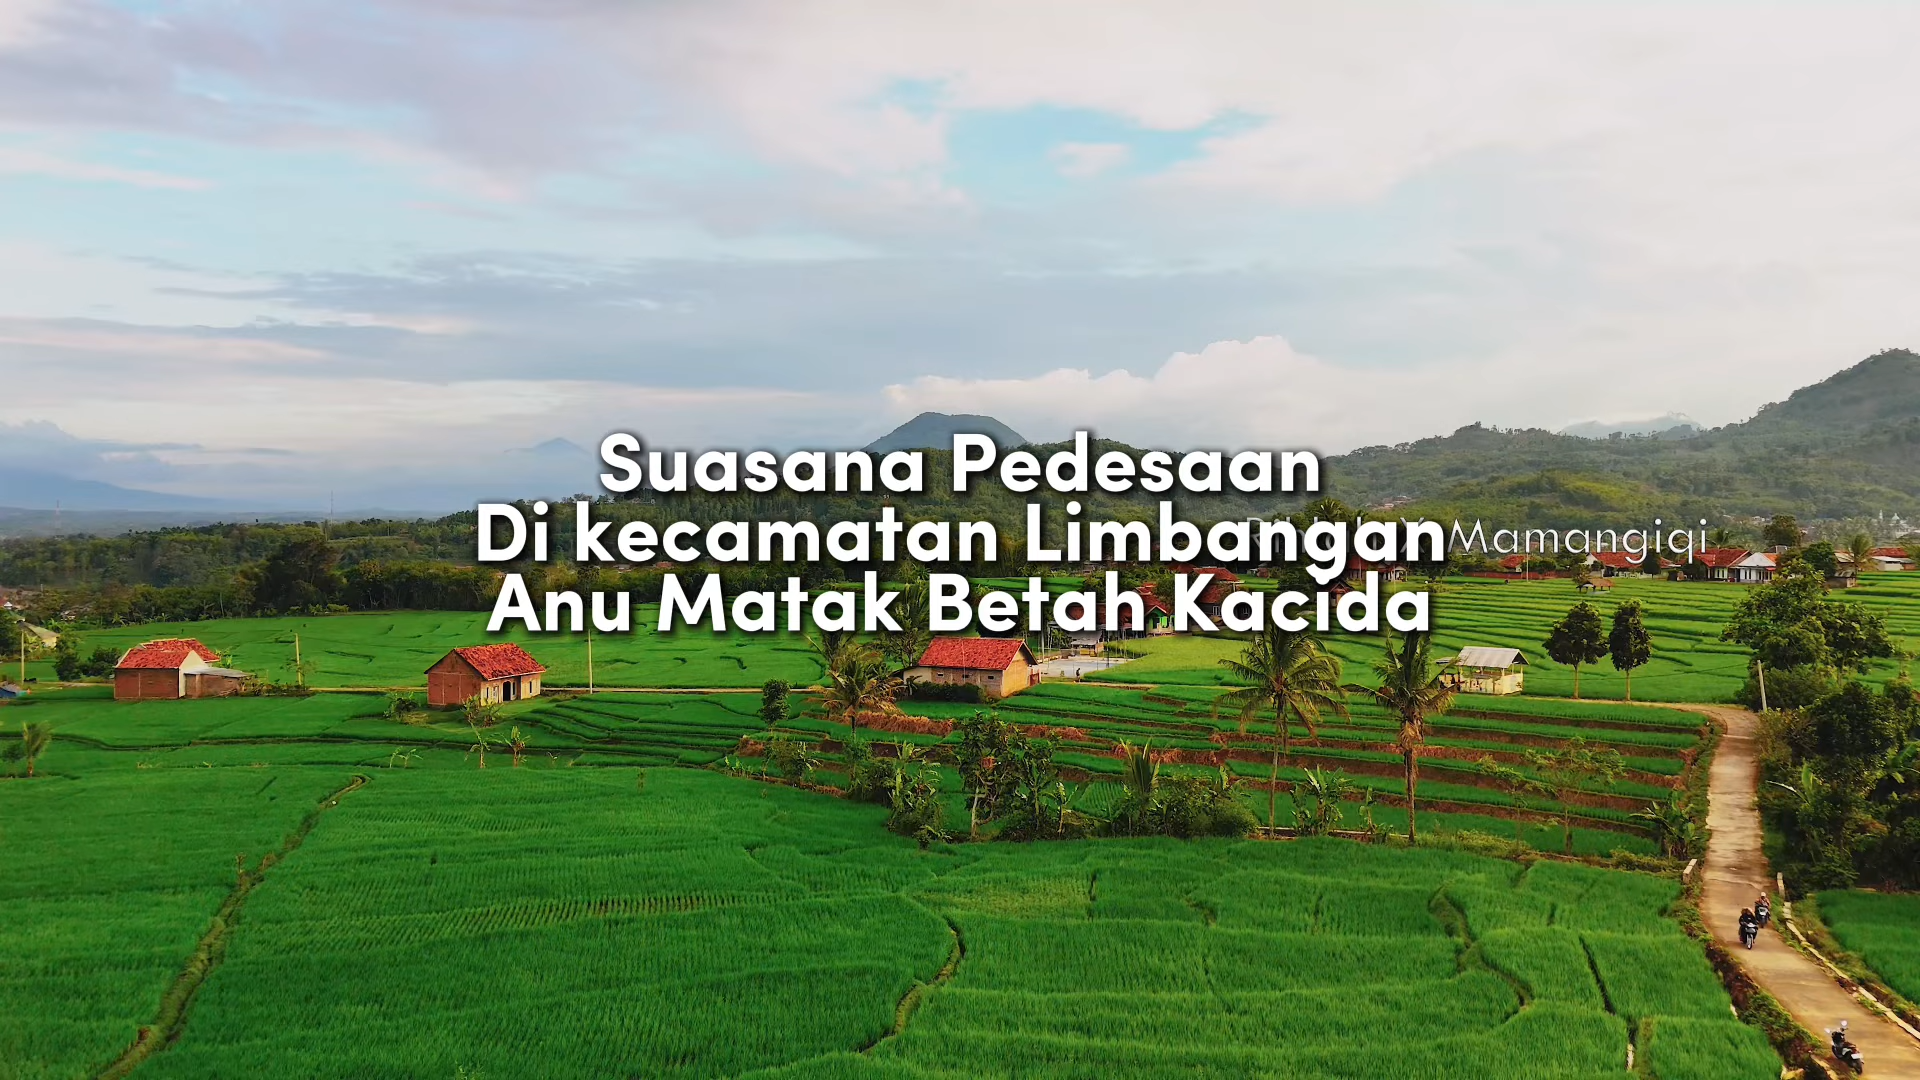 Suasana Pedesaan
Di kecamatan Limbangan
Anu Matak Betah Kacida
X Mamangiqi